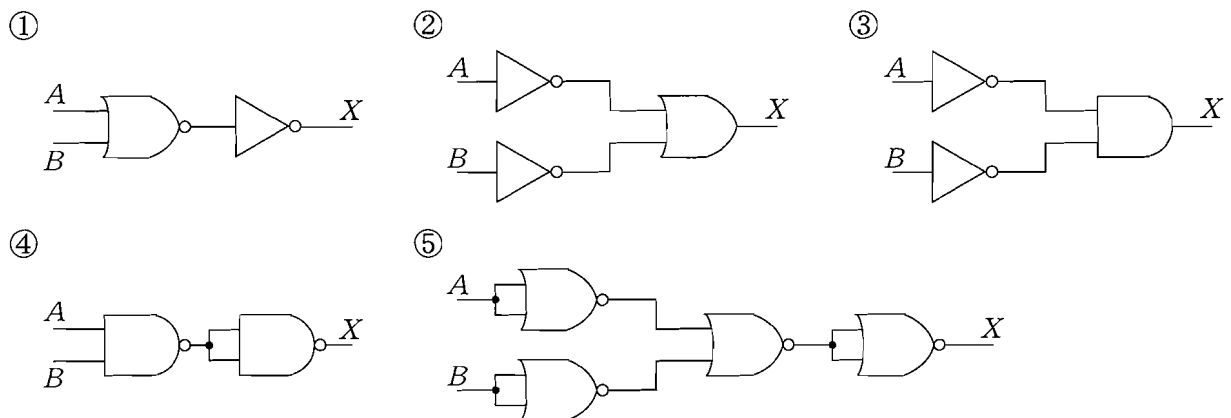 ① ② ③
A A
A X X X
B B B
④ ⑤
A A
X X
B B